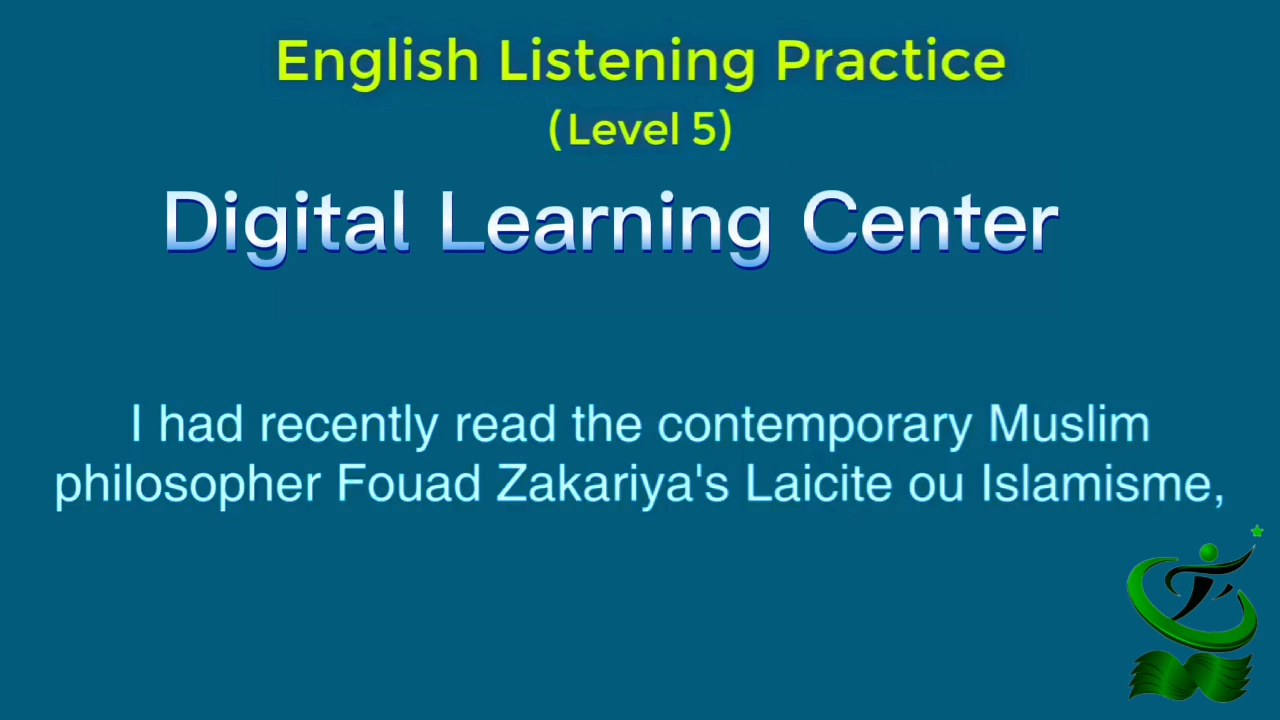 English Listening Practice
(Level 5)
Digital Learning Center
I had recently read the contemporary Muslim
philosopher Fouad Zakariya's Laicite ou Islamisme,